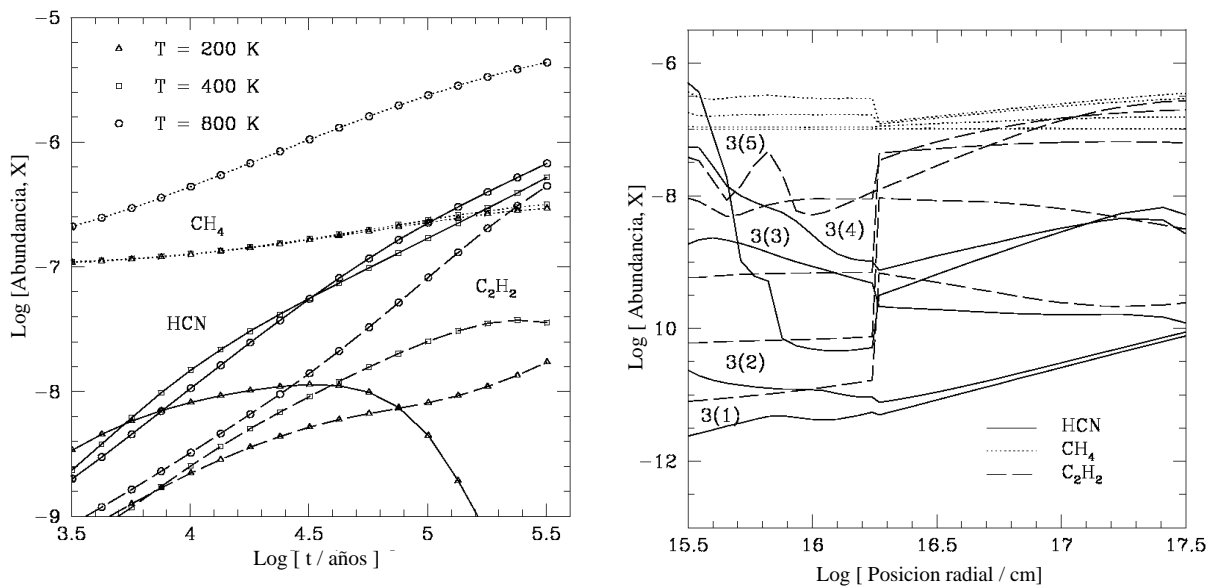 -5
-6
-7
-8
-9
Log [Abundancia, X]
T = 200 K
T = 400 K
T = 800 K
CH4
HCN
C2H2
3.5 4 4.5 5 5.5
Log [ t / años ]
-6
-8
10
-12
Log [ Abundancia, X]
3(5)
3(4)
3(3)
3(2)
3(1)
HCN
CH4
C2H2
15.5 16 16.5 17 17.5
Log [ Posicion radial / cm]